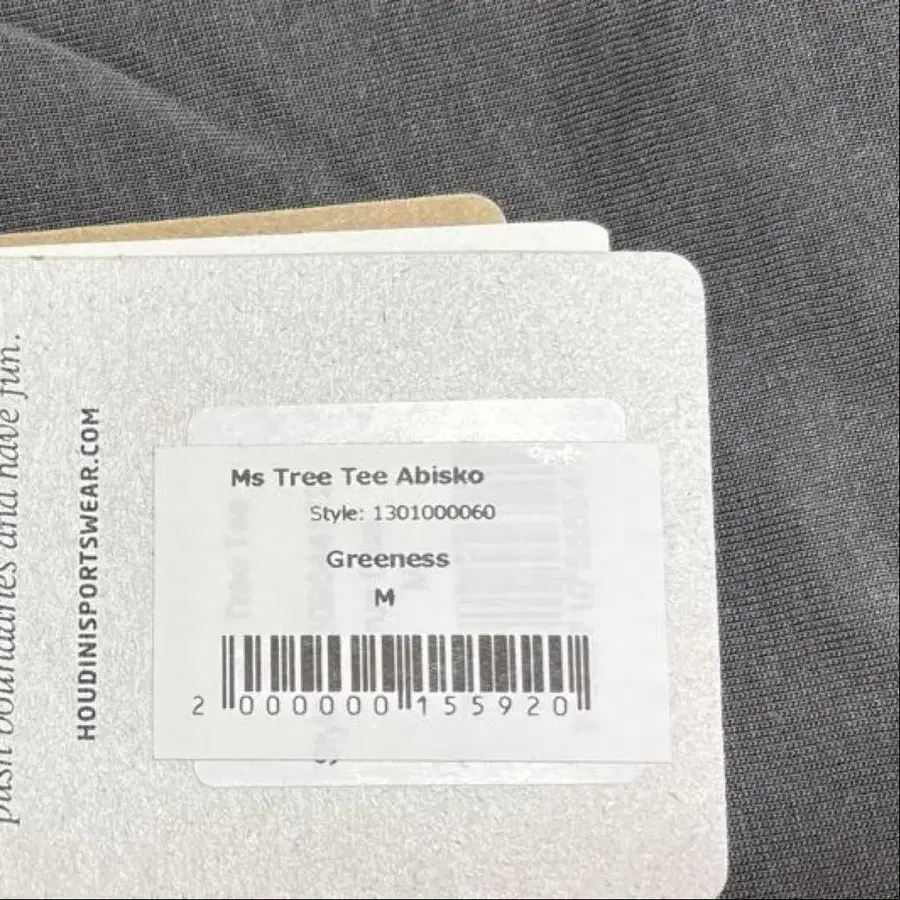 push boundaries and have fun.
HOUDINISPORTSWEAR.COM
Ms Tree Tee Abisko
Style: 1301000060
Greeness
M
2 000000 155920